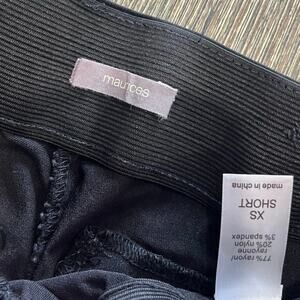 maurices
77% rayon/
rayonne
20% nylon
3% spandex
XS
SHORT
made in china